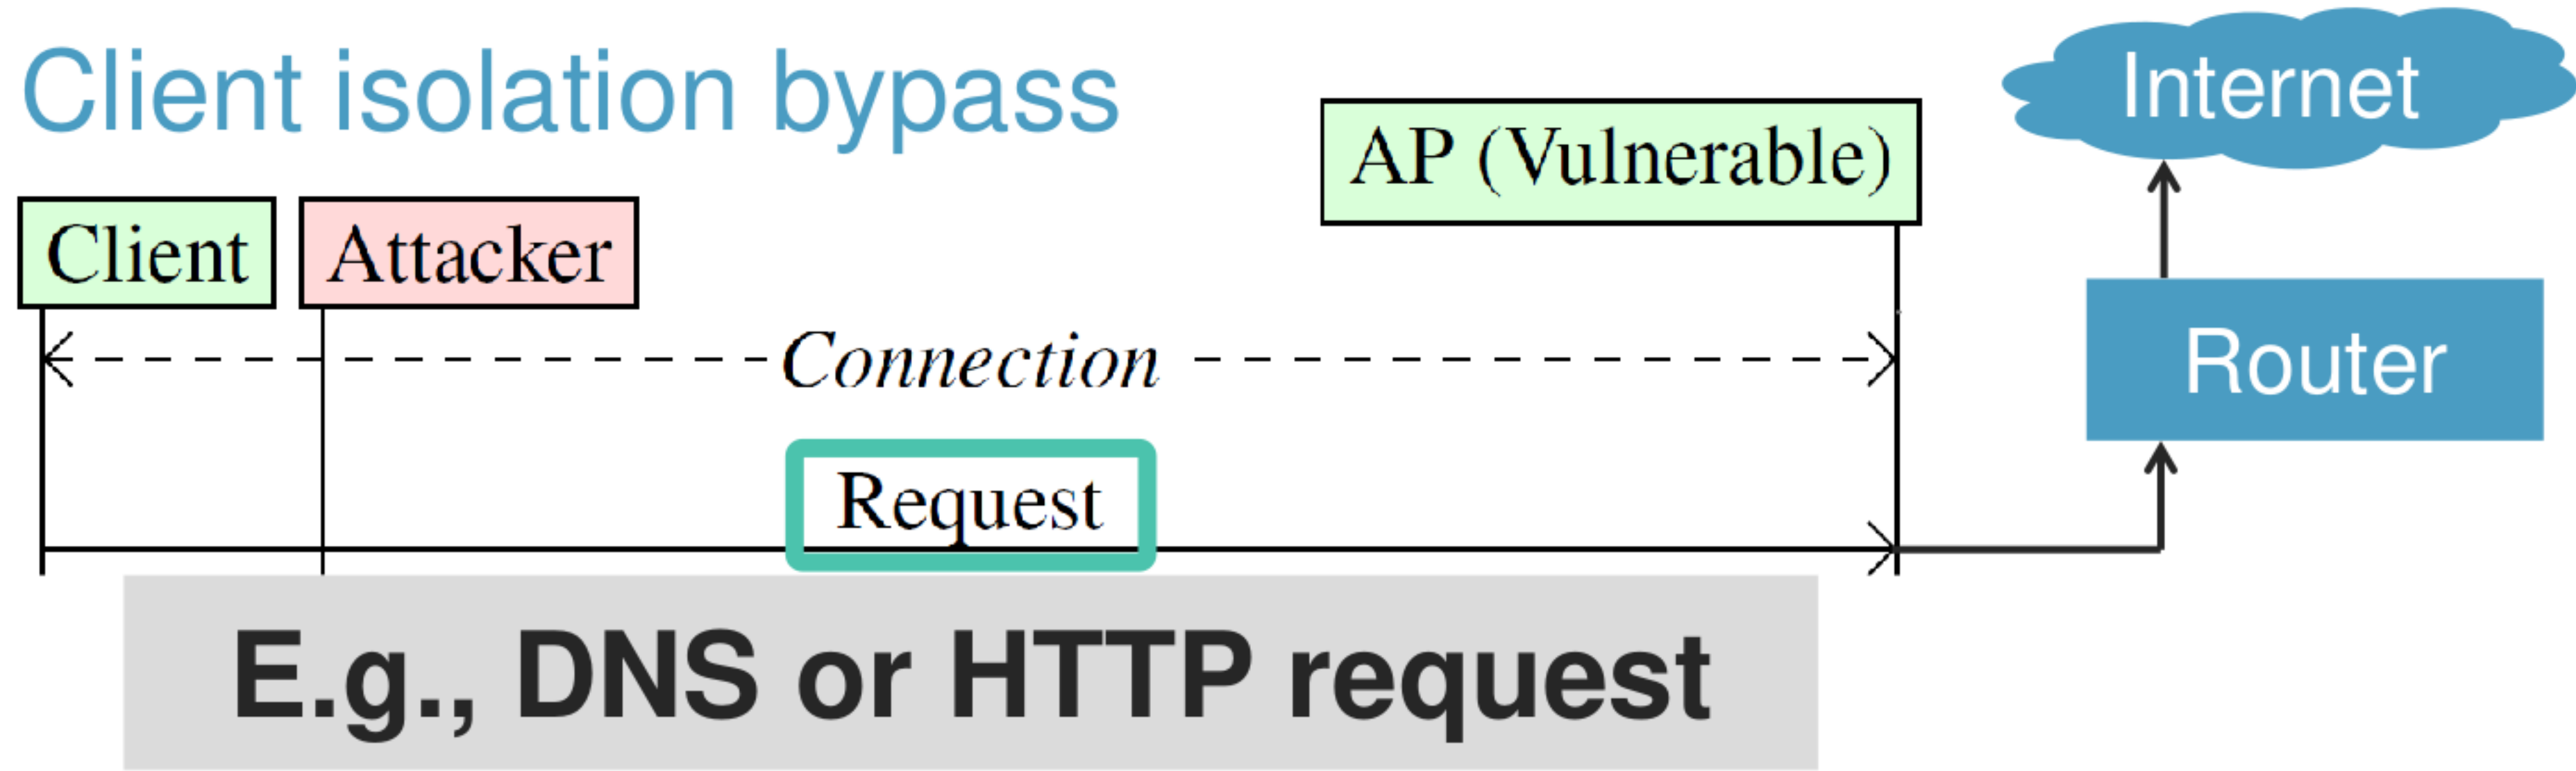 Client isolation bypass
Internet
AP (Vulnerable)
Client
Attacker
Connection
Router
Request
E.g., DNS or HTTP request